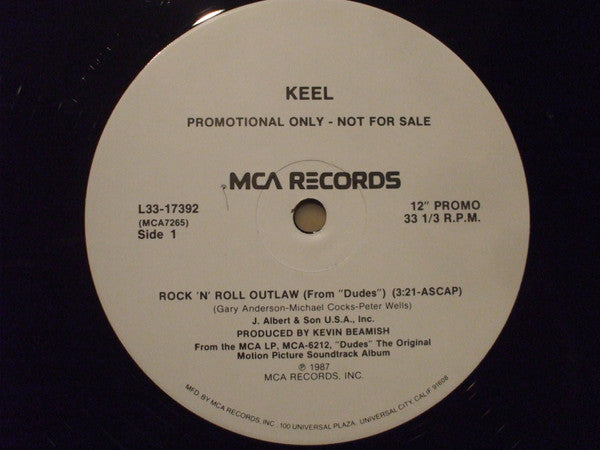 KEEL
PROMOTIONAL ONLY - NOT FOR SALE
MCA RECORDS
L33-17392
(MCA7265)
Side 1
12" PROMO
33 1/3 R.P.M.
ROCK 'N' ROLL OUTLAW (From "Dudes") (3:21-ASCAP)
(Gary Anderson-Michael Cocks-Peter Wells)
J. Albert & Son U.S.A., Inc.
PRODUCED BY KEVIN BEAMISH
From the MCA LP, MCA-6212, "Dudes" The Original
Motion Picture Soundtrack Album
℗ 1987
MCA RECORDS, INC.
MFD. BY MCA RECORDS, INC. 100 UNIVERSAL PLAZA, UNIVERSAL CITY, CALIF 91608